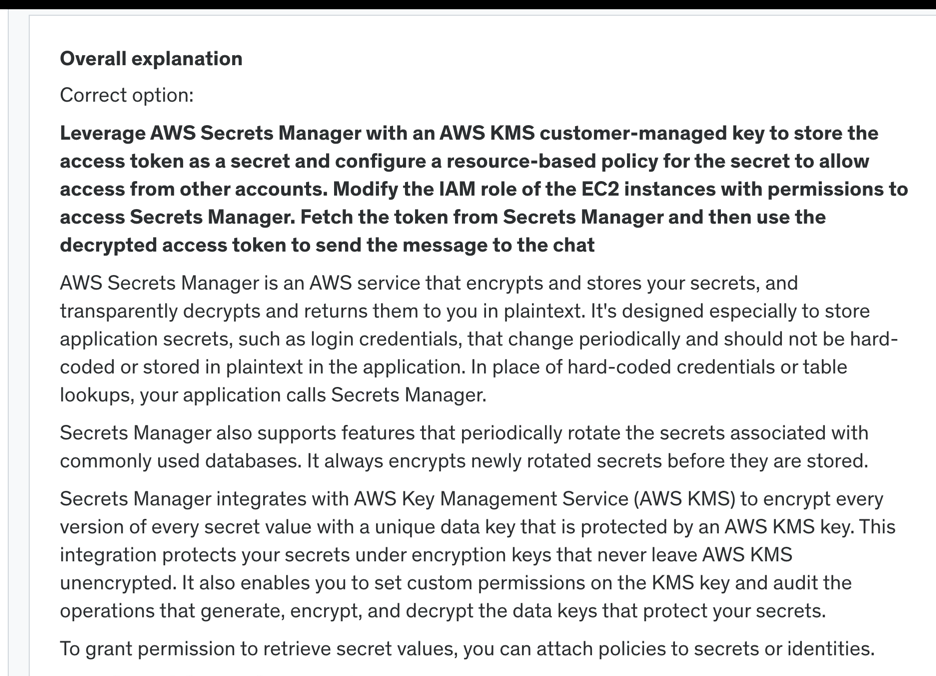 Overall explanation
Correct option:
Leverage AWS Secrets Manager with an AWS KMS customer-managed key to store the
access token as a secret and configure a resource-based policy for the secret to allow
access from other accounts. Modify the IAM role of the EC2 instances with permissions to
access Secrets Manager. Fetch the token from Secrets Manager and then use the
decrypted access token to send the message to the chat
AWS Secrets Manager is an AWS service that encrypts and stores your secrets, and
transparently decrypts and returns them to you in plaintext. It's designed especially to store
application secrets, such as login credentials, that change periodically and should not be hard-
coded or stored in plaintext in the application. In place of hard-coded credentials or table
lookups, your application calls Secrets Manager.
Secrets Manager also supports features that periodically rotate the secrets associated with
commonly used databases. It always encrypts newly rotated secrets before they are stored.
Secrets Manager integrates with AWS Key Management Service (AWS KMS) to encrypt every
version of every secret value with a unique data key that is protected by an AWS KMS key. This
integration protects your secrets under encryption keys that never leave AWS KMS
unencrypted. It also enables you to set custom permissions on the KMS key and audit the
operations that generate, encrypt, and decrypt the data keys that protect your secrets.
To grant permission to retrieve secret values, you can attach policies to secrets or identities.